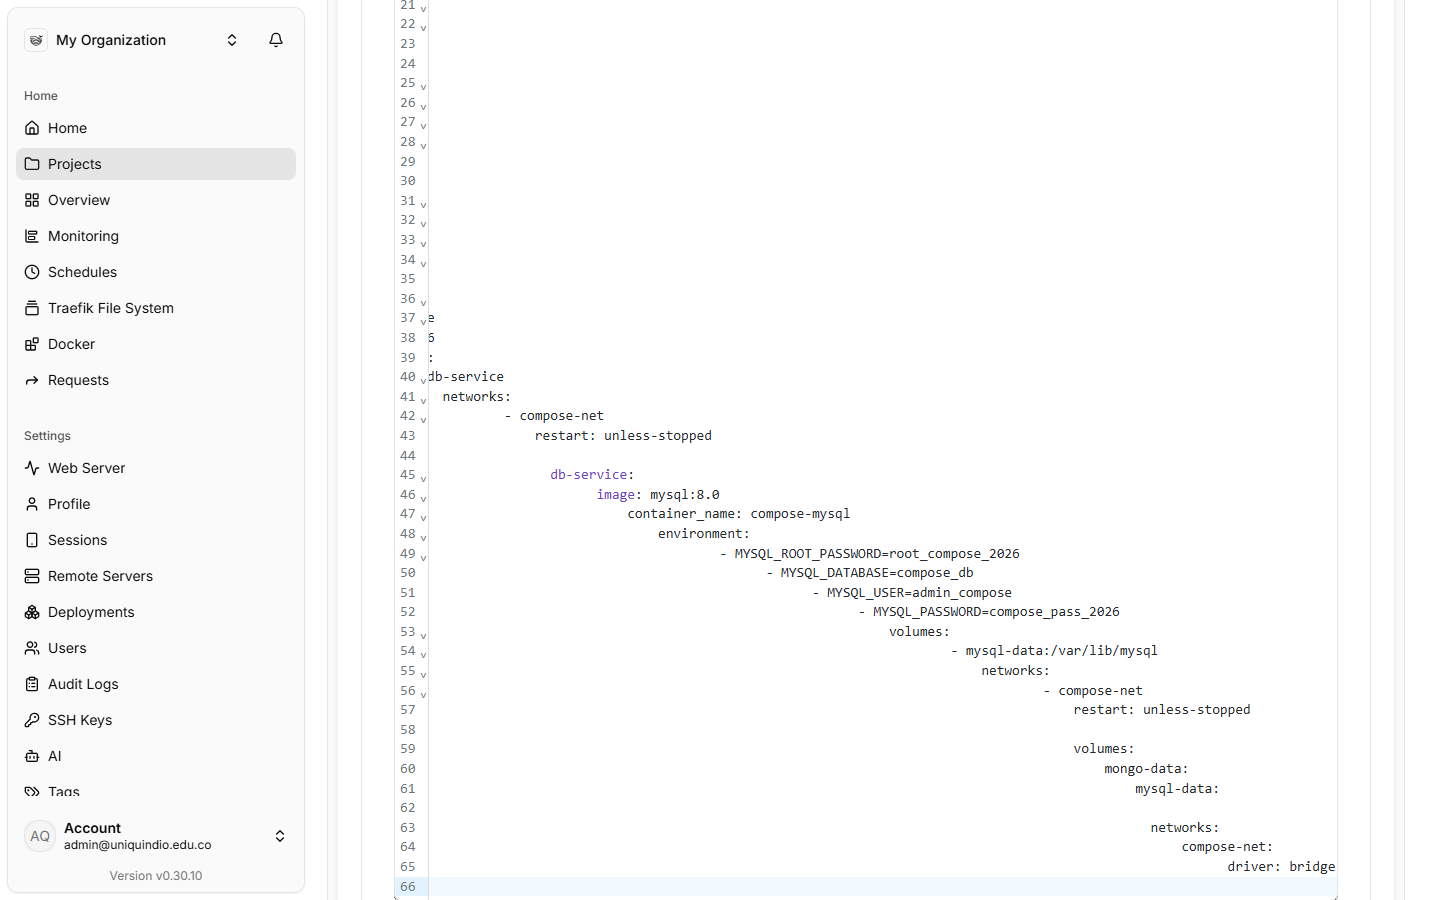 My Organization
Home
Home
Projects
Overview
Monitoring
Schedules
Traefik File System
Docker
Requests
Settings
Web Server
Profile
Sessions
Remote Servers
Deployments
Users
Audit Logs
SSH Keys
AI
Tags
AQ
Account
admin@uniquindio.edu.co
Version v0.30.10
21
22
23
24
25
26
27
28
29
30
31
32
33
34
35
36
37 e
38 6
39 :
40 db-service
41 networks:
42 - compose-net
43 restart: unless-stopped
44
45 db-service:
46 image: mysql:8.0
47 container_name: compose-mysql
48 environment:
49 - MYSQL_ROOT_PASSWORD=root_compose_2026
50 - MYSQL_DATABASE=compose_db
51 - MYSQL_USER=admin_compose
52 - MYSQL_PASSWORD=compose_pass_2026
53 volumes:
54 - mysql-data:/var/lib/mysql
55 networks:
56 - compose-net
57 restart: unless-stopped
58
59 volumes:
60 mongo-data:
61 mysql-data:
62
63 networks:
64 compose-net:
65 driver: bridge
66